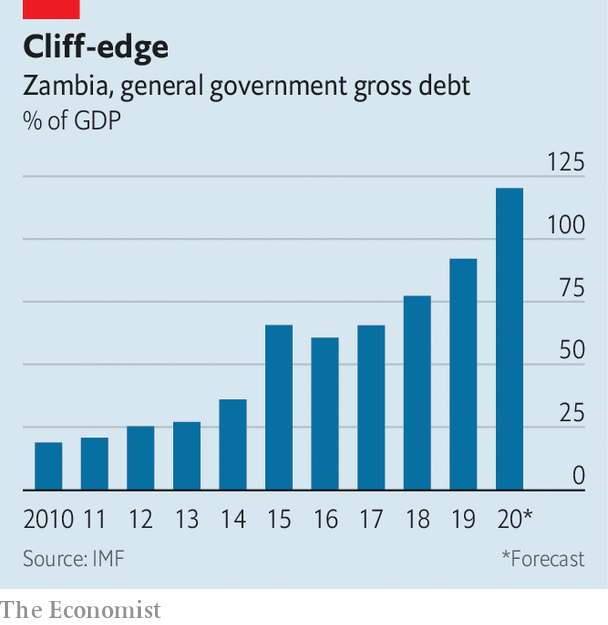 Cliff-edge
Zambia, general government gross debt
% of GDP
125
100
75
50
25
0
2010 11 12 13 14 15 16 17 18 19 20*
Source: IMF *Forecast
The Economist